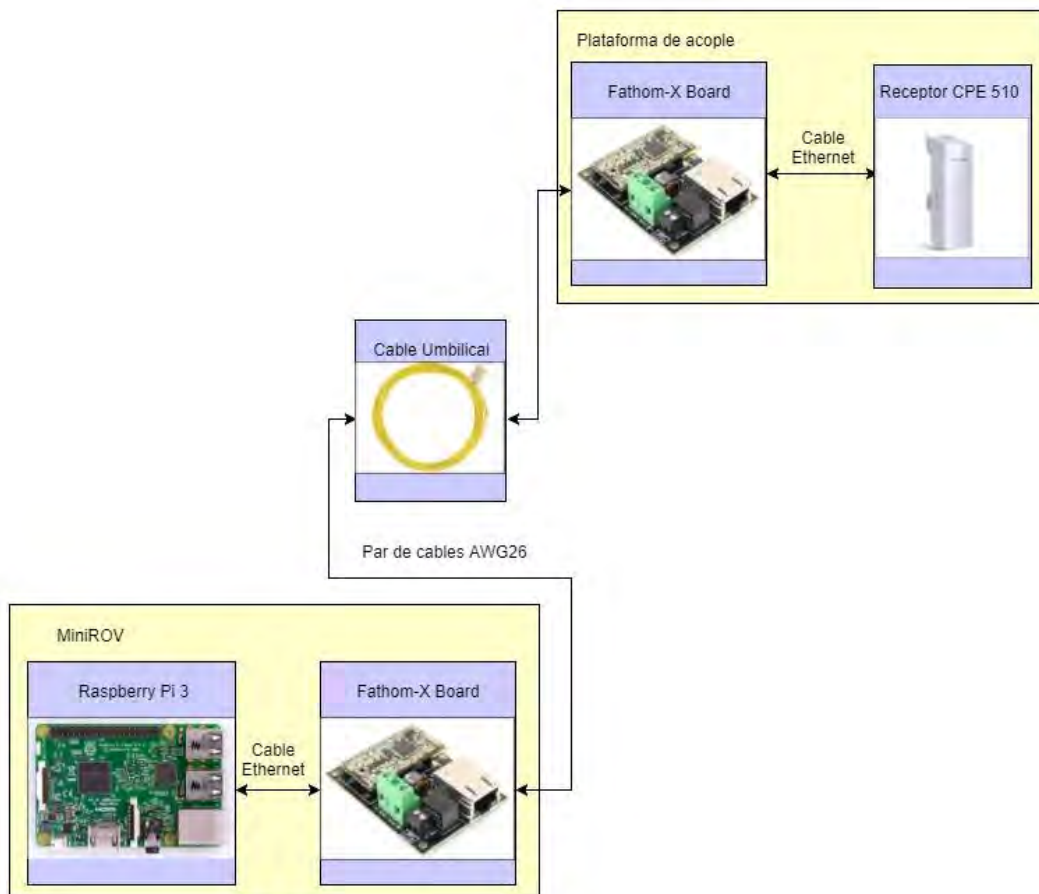 Plataforma de acople
Fathom-X Board
Receptor CPE 510
Cable
Ethernet
Cable Umbilical
Par de cables AWG26
MiniROV
Raspberry Pi 3
Fathom-X Board
Cable
Ethernet